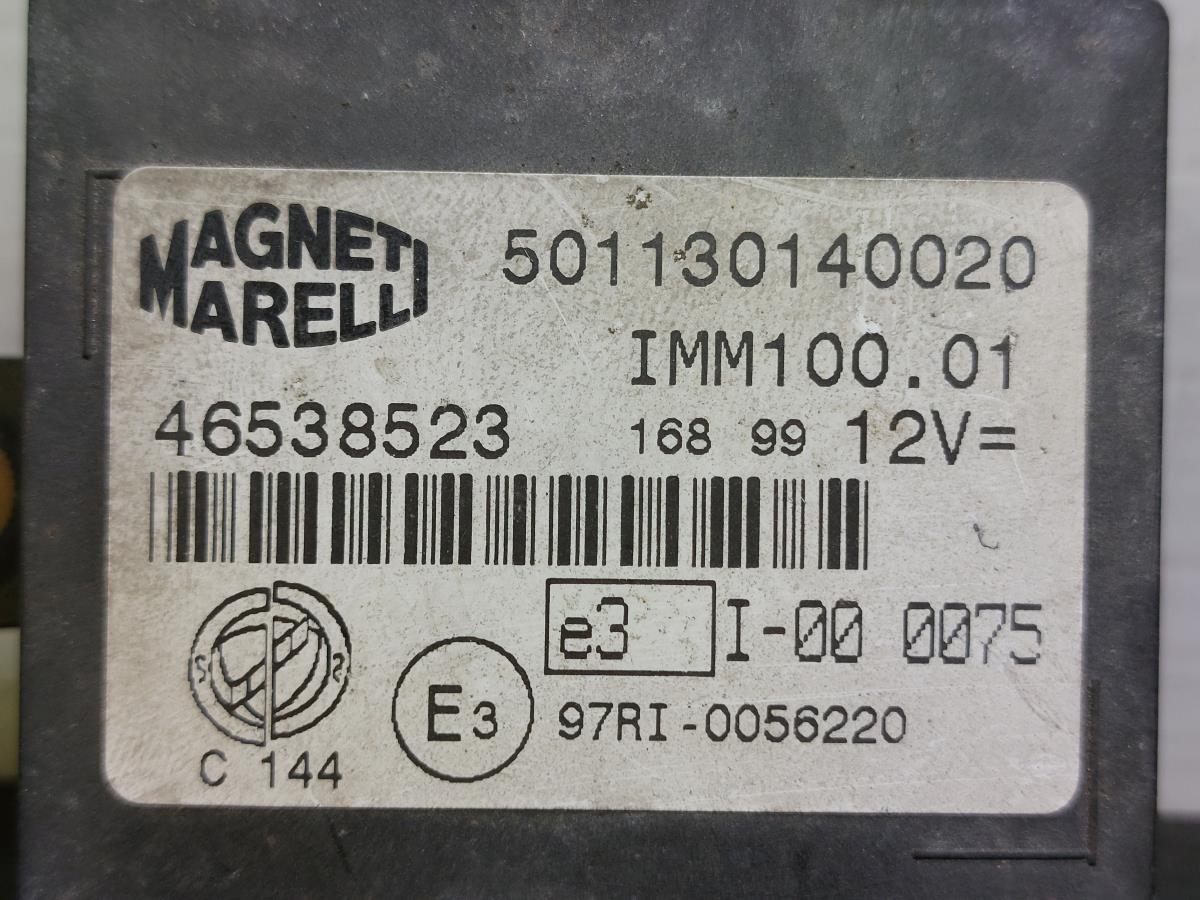 MAGNETI
MARELLI
501130140020
IMM100.01
46538523 168 99 12V=
e3 I-00 0075
E3 97RI-0056220
C 144